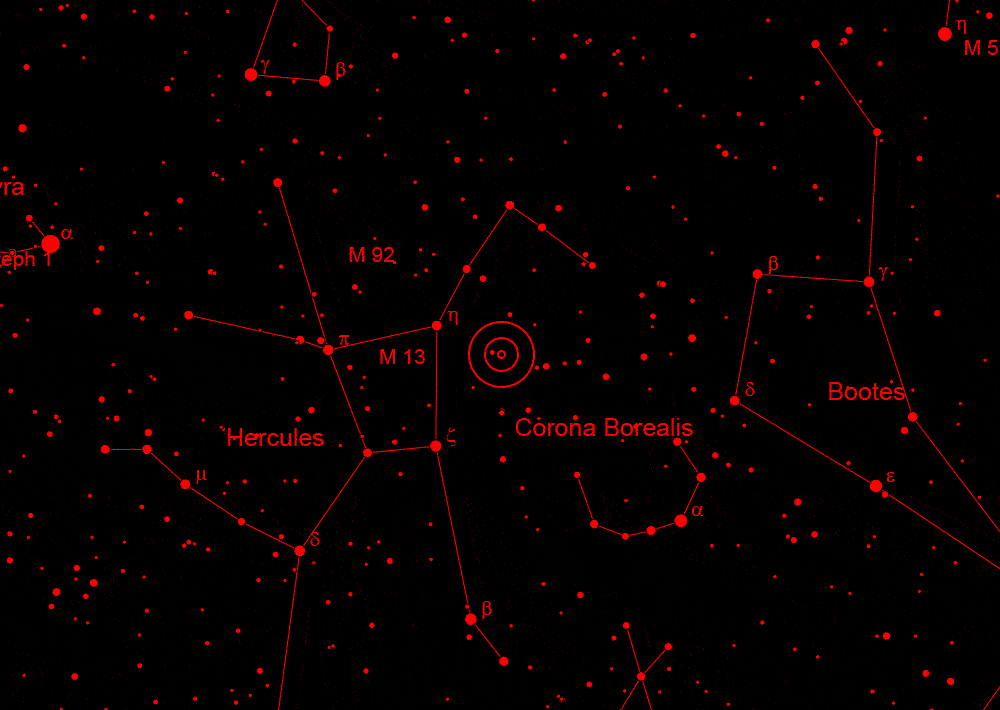 η
M 5
γ
β
yra
α
eph 1
M 92
β
γ
η
π
M 13
δ
Bootes
Hercules
ζ
Corona Borealis
μ
ε
α
δ
β